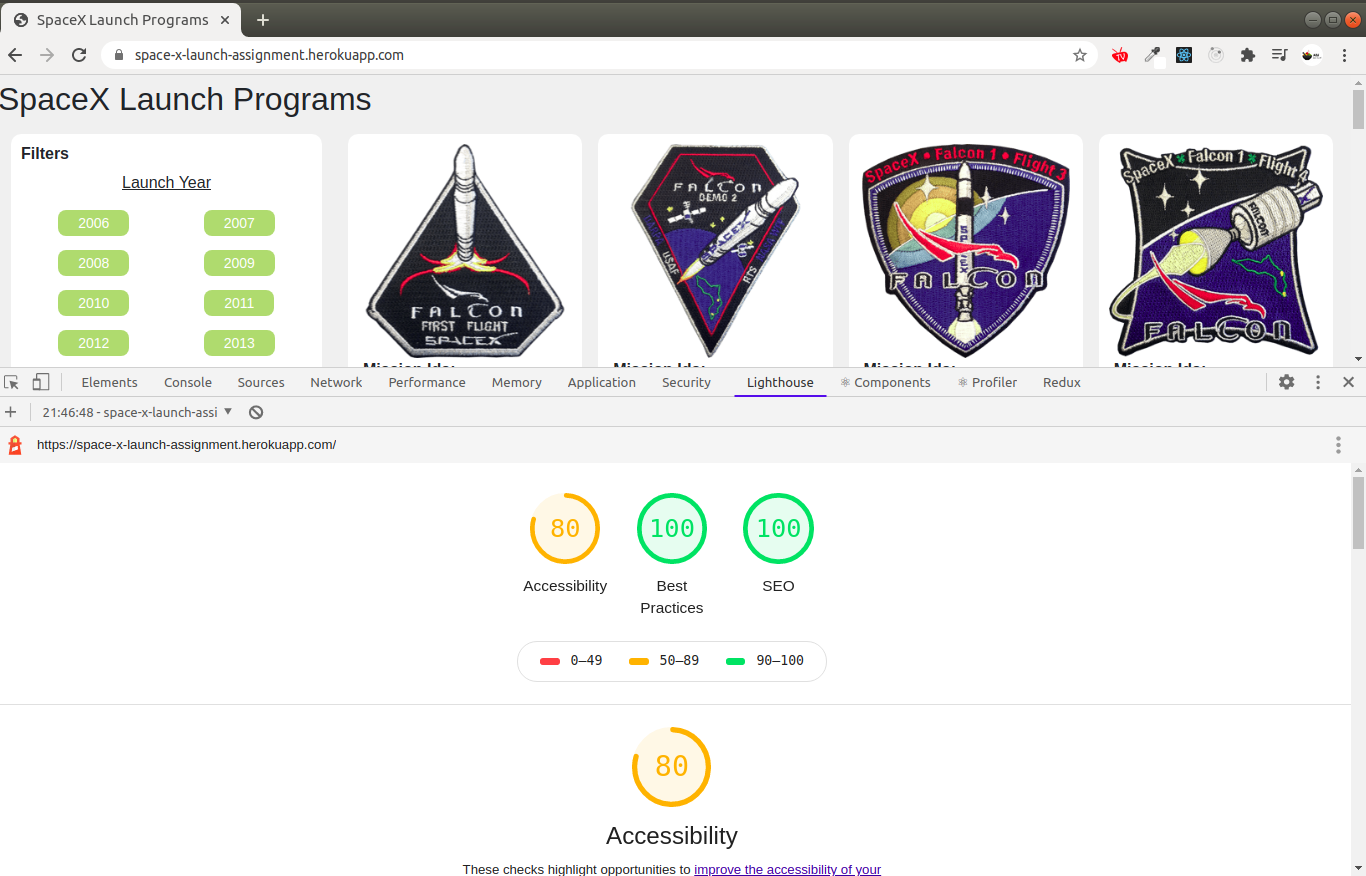 SpaceX Launch Programs
space-x-launch-assignment.herokuapp.com
SpaceX Launch Programs
Filters
Launch Year
2006 2007
2008 2009
2010 2011
2012 2013
FALCON
FIRST FLIGHT
SPACEX
FALCON
DEMO 2
SPACEX
USAF
RTS
SpaceX • Falcon 1 • Flight 3
SPACEX
FALCON
SpaceX Falcon 1 Flight 4
FALCON
FALCON
Mission Ids: Mission Ids: Mission Ids: Mission Ids:
Elements Console Sources Network Performance Memory Application Security Lighthouse Components Profiler Redux
21:46:48 - space-x-launch-assi
https://space-x-launch-assignment.herokuapp.com/
80 100 100
Accessibility Best Practices SEO
0–49 50–89 90–100
80
Accessibility
These checks highlight opportunities to improve the accessibility of your